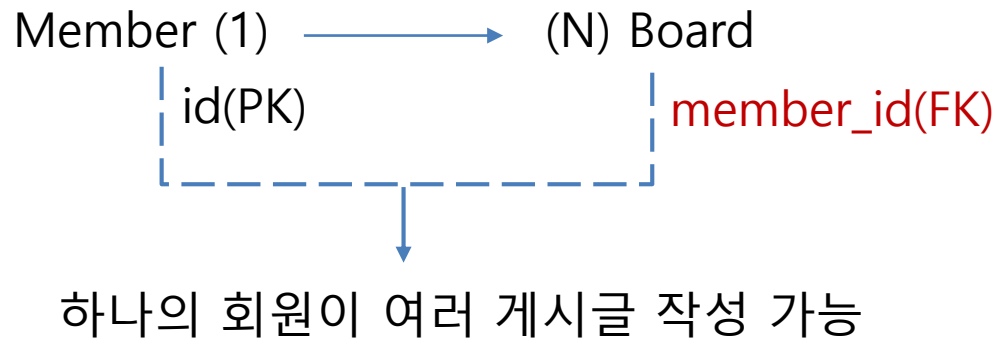 Member (1) (N) Board
id(PK) member_id(FK)
하나의 회원이 여러 게시글 작성 가능